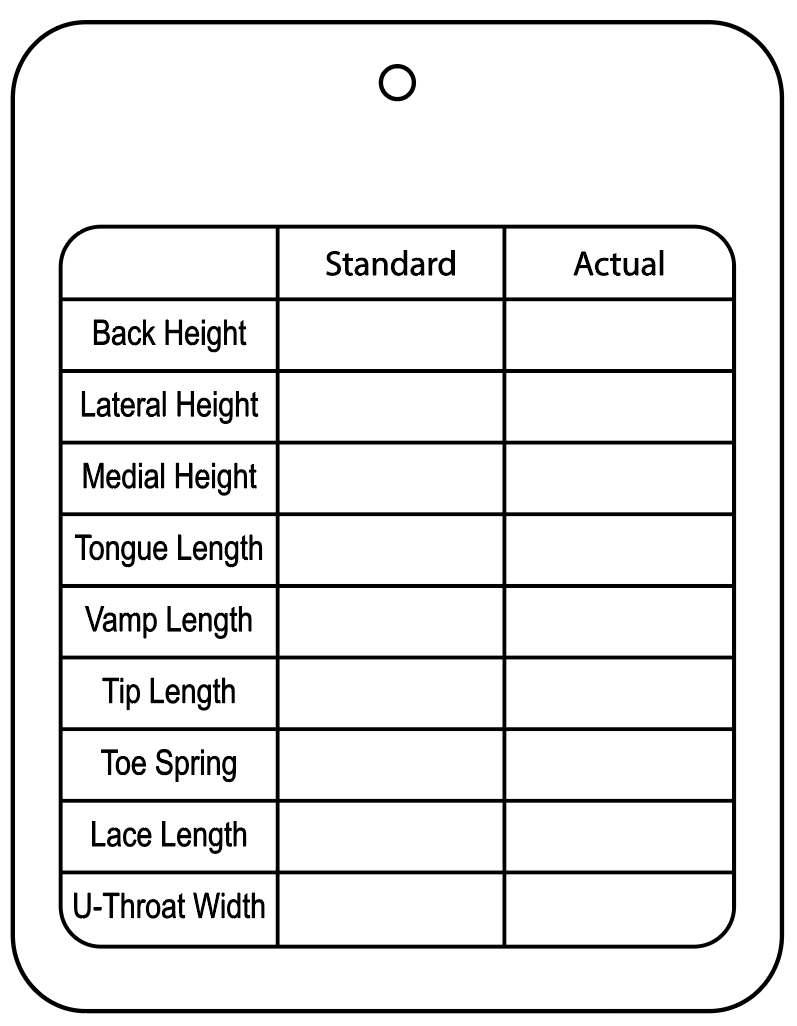 Standard Actual
Back Height
Lateral Height
Medial Height
Tongue Length
Vamp Length
Tip Length
Toe Spring
Lace Length
U-Throat Width